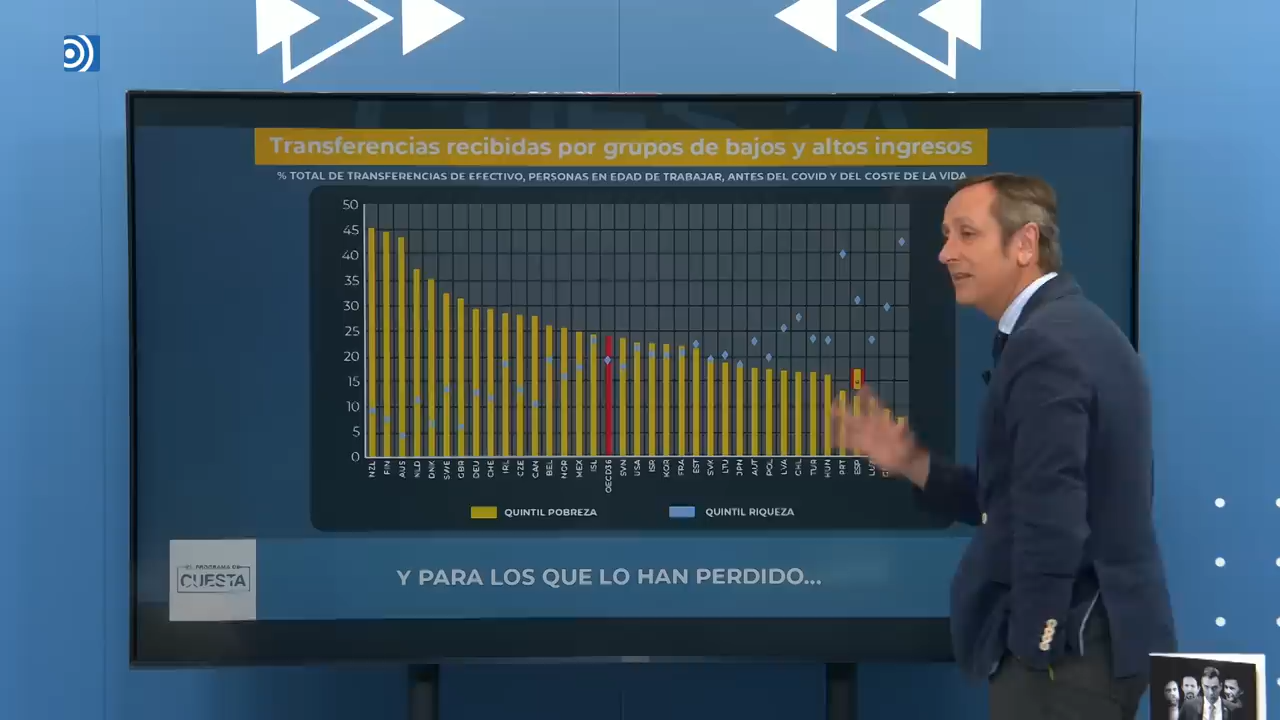 Transferencias recibidas por grupos de bajos y altos ingresos
% TOTAL DE TRANSFERENCIAS DE EFECTIVO, PERSONAS EN EDAD DE TRABAJAR, ANTES DEL COVID Y DEL COSTE DE LA VIDA
50
45
40
35
30
25
20
15
10
5
0
NZL FIN AUS NLD DNK SWE GBR DEU CHE IRL CZE CAN BEL NOR MEX ISL OECD36 SVN USA ISR KOR FRA EST SVK LTU JPN AUT POL LVA CHL TUR HUN PRT ESP
QUINTIL POBREZA QUINTIL RIQUEZA
EL PROGRAMA DE
CUESTA
Y PARA LOS QUE LO HAN PERDIDO...